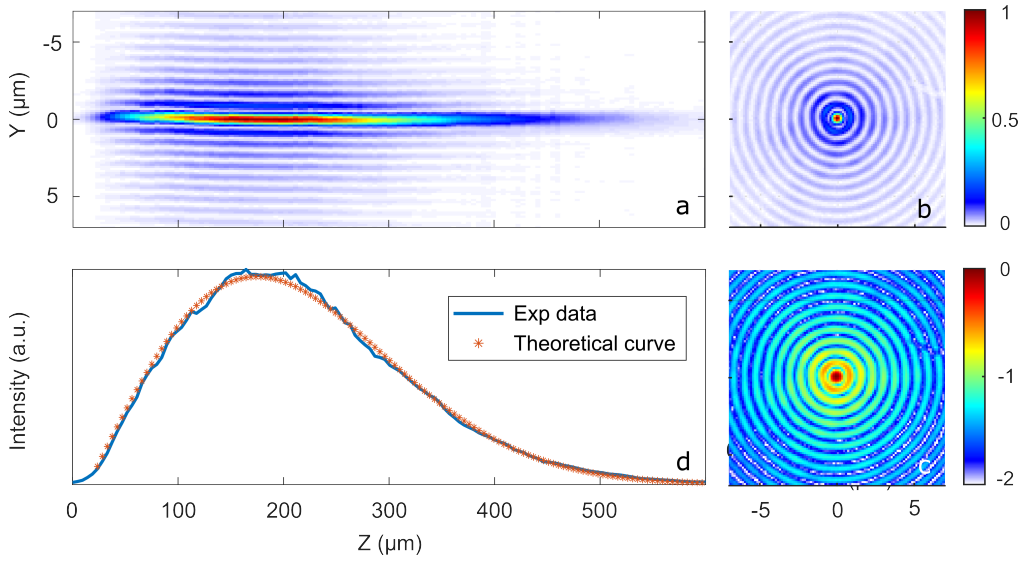 -5
0
5
Y (µm)
a
b
1
0.5
0
Intensity (a.u.)
Exp data
Theoretical curve
d
c
0
-1
-2
0 100 200 300 400 500
Z (µm)
-5 0 5